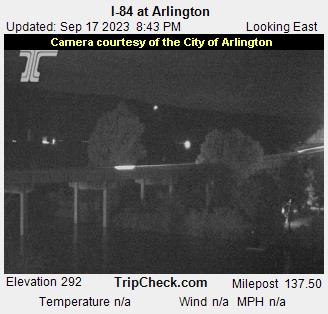 I-84 at Arlington
Updated: Sep 17 2023 8:43 PM Looking East
Camera courtesy of the City of Arlington
Elevation 292 TripCheck.com Milepost 137.50
Temperature n/a Wind n/a MPH n/a